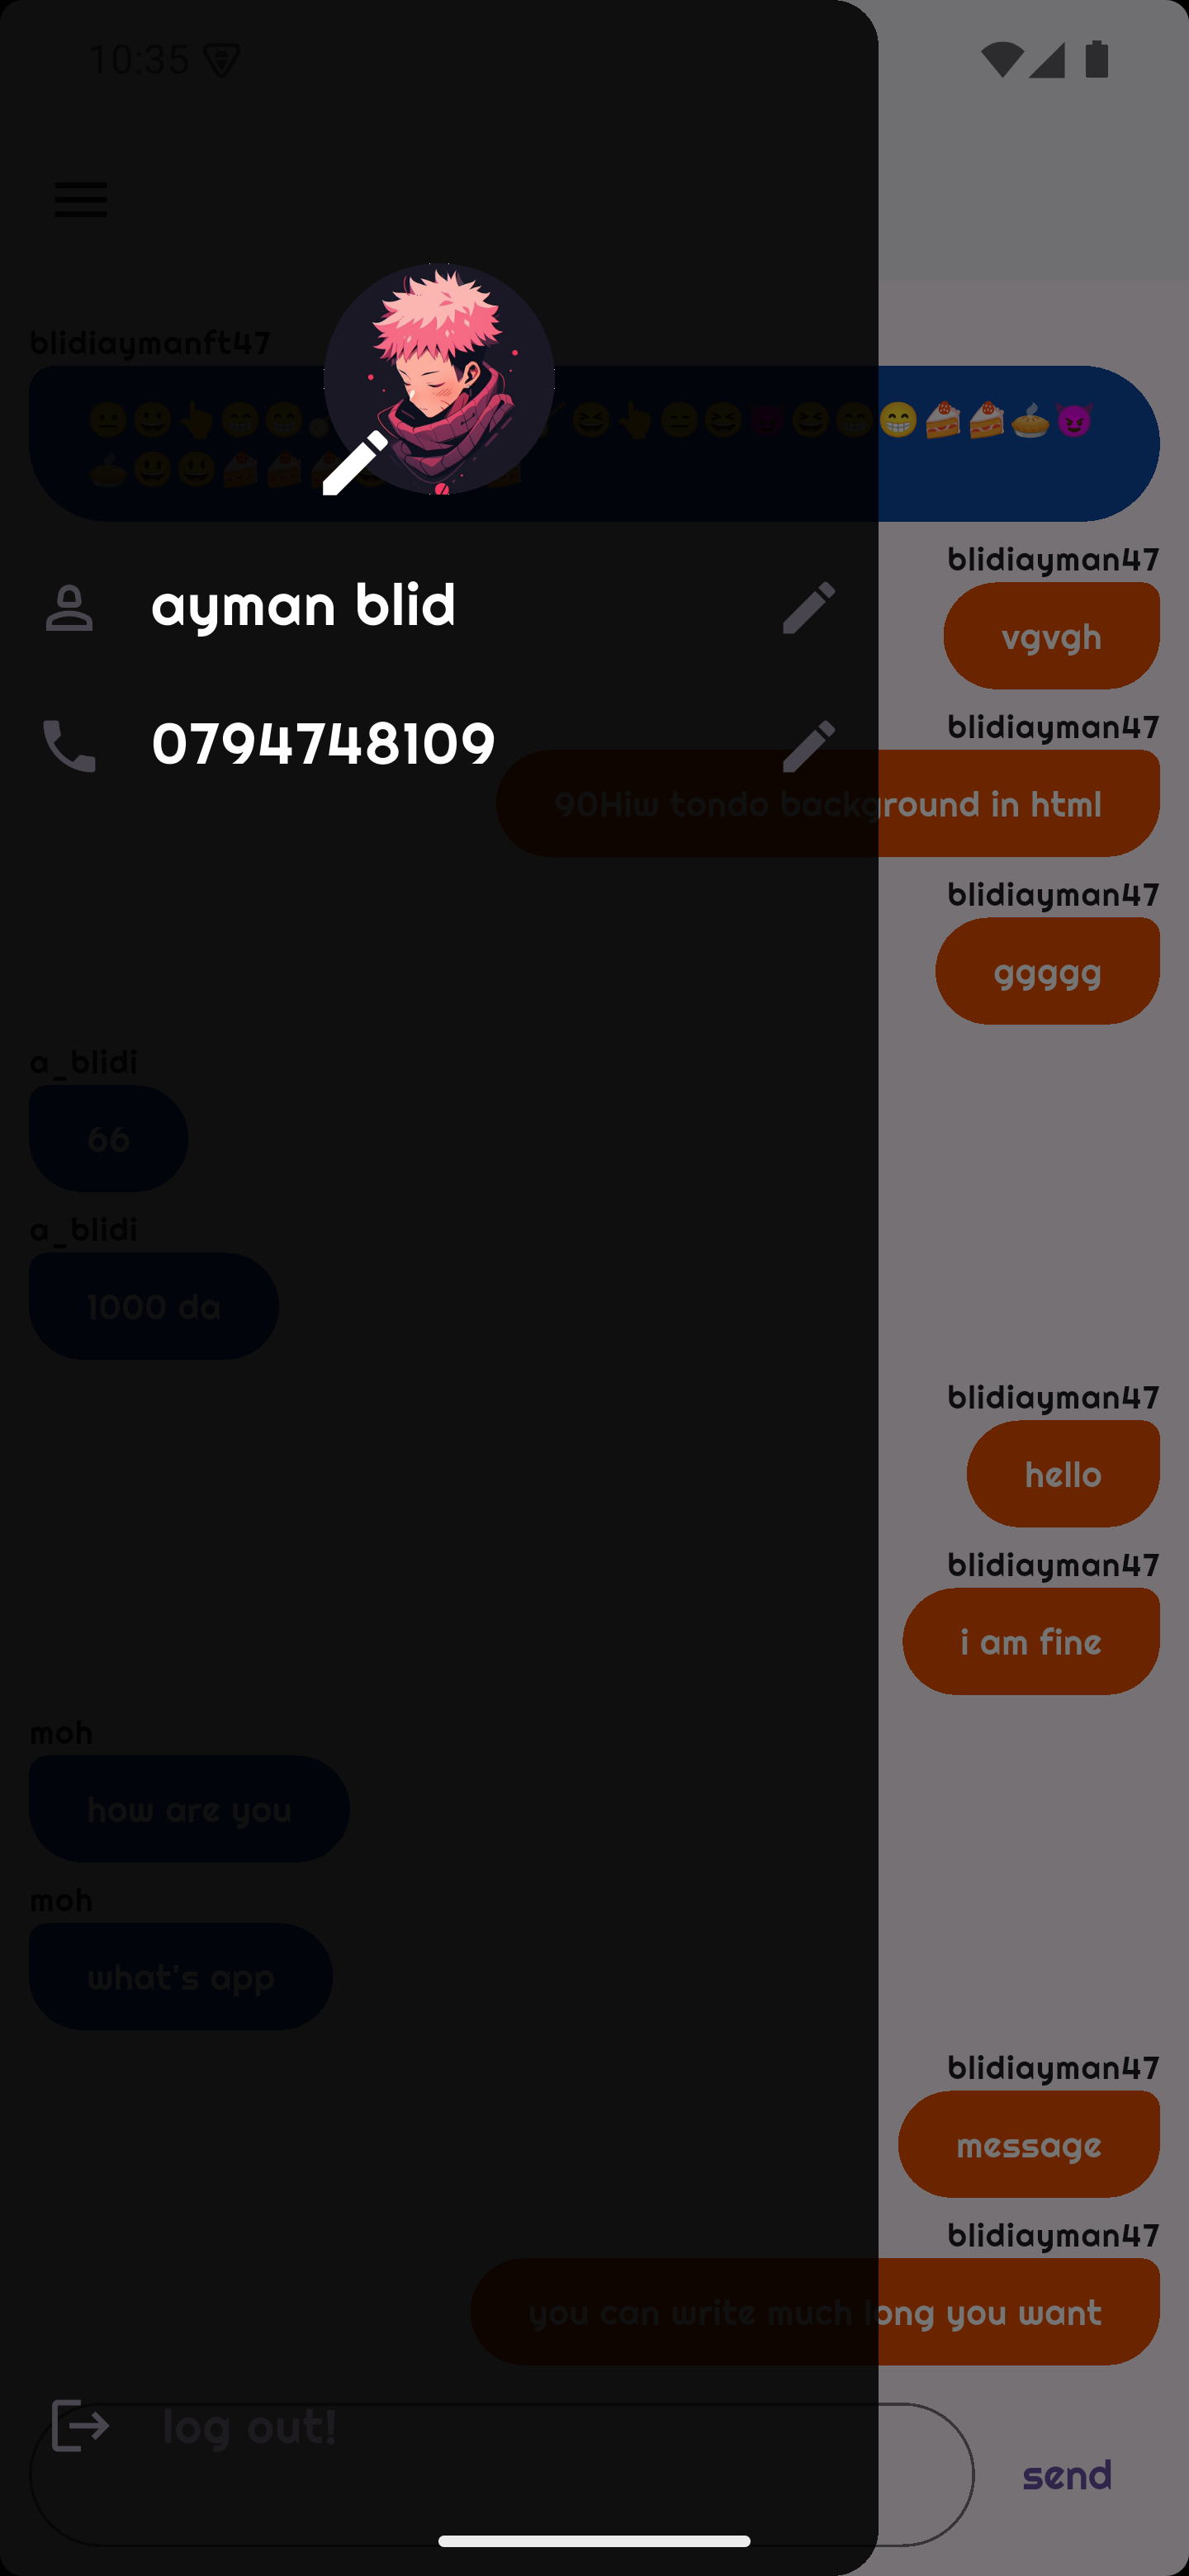 10:35
blidiaymanft47
😐😀👆😁😁😆👆😑😆😈😆😁😁🍰🍰🥧😈
🥧😃😃🍰🍰🍰
blidiayman47
ayman blid
vgvgh
blidiayman47
0794748109
90Hiw tondo background in html
blidiayman47
ggggg
a_blidi
66
a_blidi
1000 da
blidiayman47
hello
blidiayman47
i am fine
moh
how are you
moh
what's app
blidiayman47
message
blidiayman47
you can write much long you want
log out!
send